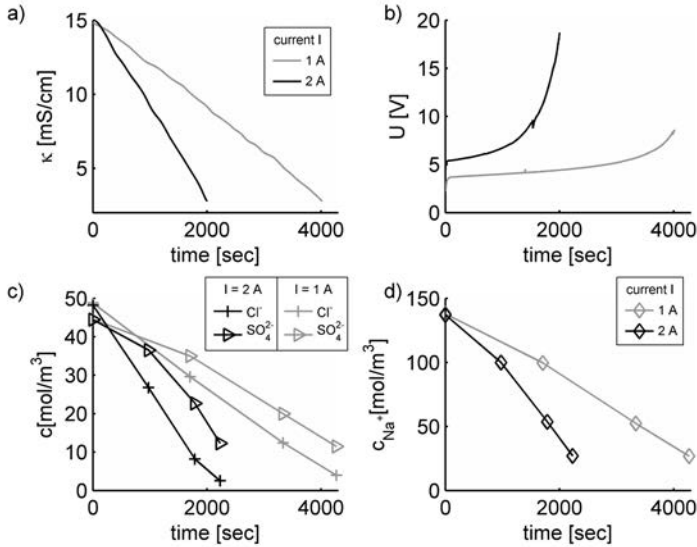 a)
κ [mS/cm]
15
10
5
0 2000 4000
time [sec]
current I
1 A
2 A
b)
U [V]
20
15
10
5
0
0 2000 4000
time [sec]
c)
c[mol/m³]
50
40
30
20
10
0
0 2000 4000
time [sec]
I = 2 A I = 1 A
Cl⁻ Cl⁻
SO₄²⁻ SO₄²⁻
d)
c_Na⁺[mol/m³]
150
100
50
0
0 2000 4000
time [sec]
current I
1 A
2 A